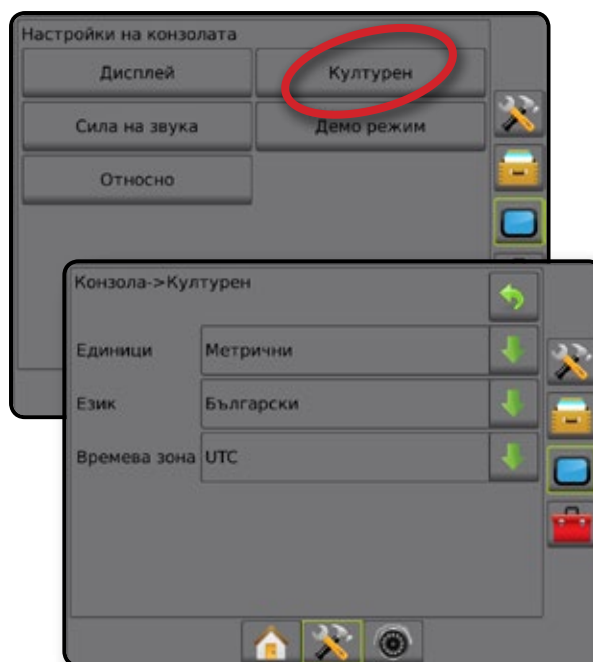 Настройки на конзолата
Дисплей Културен
Сила на звука Демо режим
Относно
Конзола->Културен
Единици Метрични
Език Български
Времева зона UTC